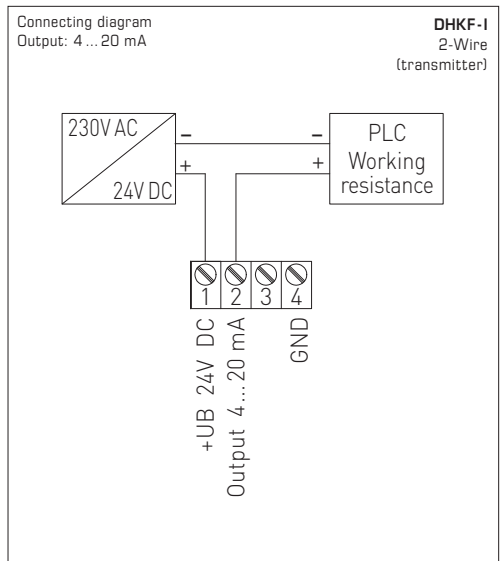 Connecting diagram
Output: 4 ... 20 mA
DHKF-I
2-Wire
(transmitter)
230V AC
24V DC
–
+
–
+
PLC
Working
resistance
1 2 3 4
+UB 24V DC
Output 4 ... 20 mA
GND